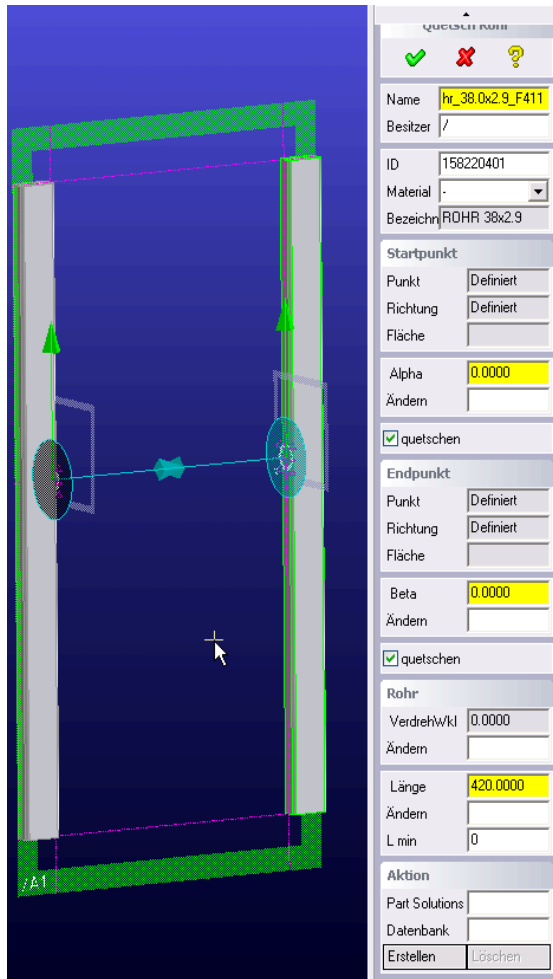 Quetsch Rohr
Name hr_38.0x2.9_F411
Besitzer /
ID 158220401
Material -
Bezeichn ROHR 38x2.9
Startpunkt
Punkt Definiert
Richtung Definiert
Fläche
Alpha 0.0000
Ändern
quetschen
Endpunkt
Punkt Definiert
Richtung Definiert
Fläche
Beta 0.0000
Ändern
quetschen
Rohr
VerdrehWkl 0.0000
Ändern
Länge 420.0000
Ändern
L min 0
Aktion
Part Solutions
Datenbank
Erstellen Löschen
/A1